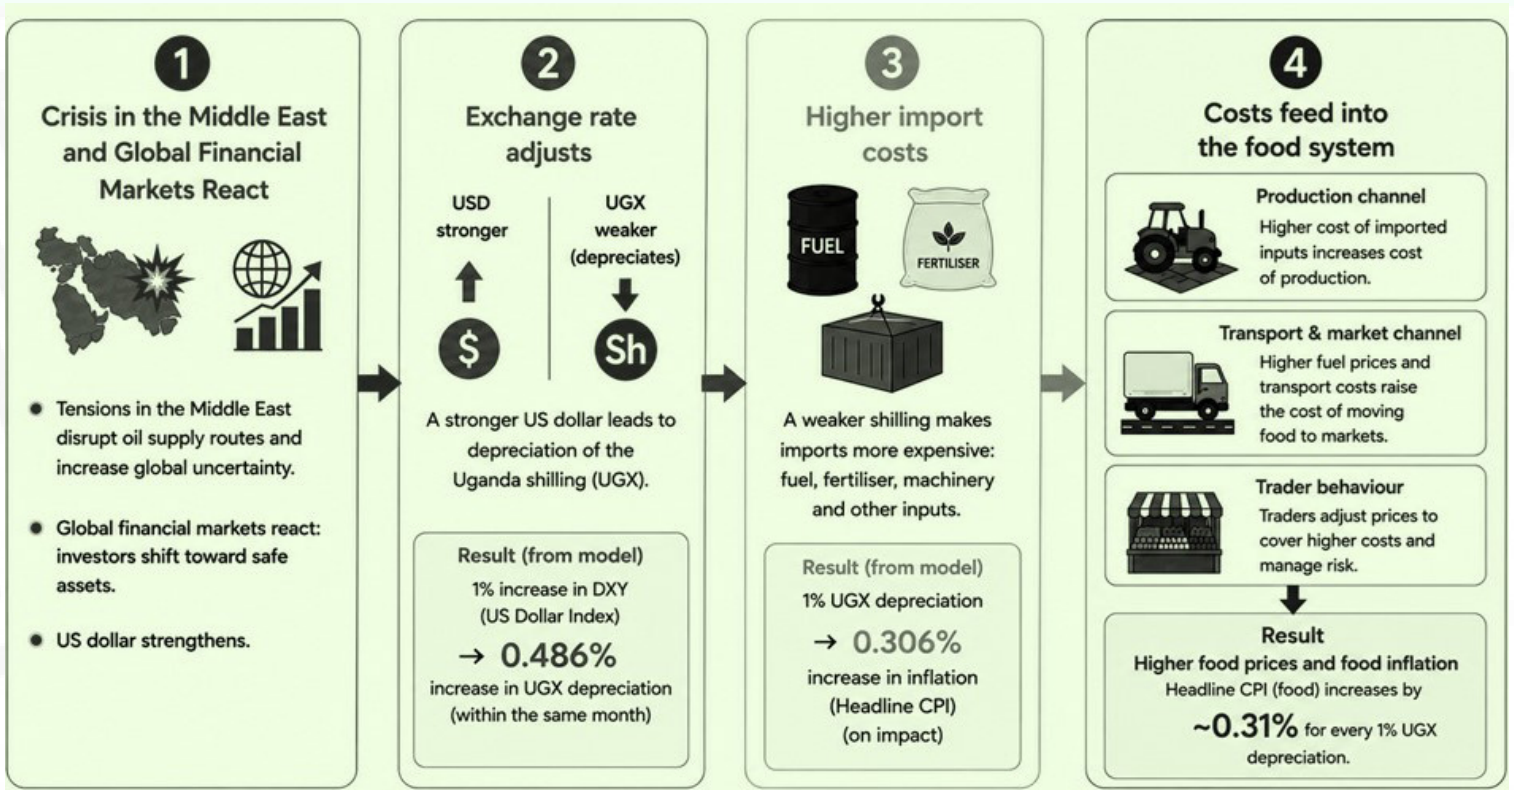 1
Crisis in the Middle East
and Global Financial
Markets React
Tensions in the Middle East
disrupt oil supply routes and
increase global uncertainty.
Global financial markets react:
investors shift toward safe
assets.
US dollar strengthens.
2
Exchange rate
adjusts
USD
stronger
UGX
weaker
(depreciates)
$
Sh
A stronger US dollar leads to
depreciation of the
Uganda shilling (UGX).
Result (from model)
1% increase in DXY
(US Dollar Index)
→ 0.486%
increase in UGX depreciation
(within the same month)
3
Higher import
costs
FUEL
FERTILISER
A weaker shilling makes
imports more expensive:
fuel, fertiliser, machinery
and other inputs.
Result (from model)
1% UGX depreciation
→ 0.306%
increase in inflation
(Headline CPI)
(on impact)
4
Costs feed into
the food system
Production channel
Higher cost of imported
inputs increases cost
of production.
Transport & market channel
Higher fuel prices and
transport costs raise
the cost of moving
food to markets.
Trader behaviour
Traders adjust prices to
cover higher costs and
manage risk.
Result
Higher food prices and food inflation
Headline CPI (food) increases by
~0.31% for every 1% UGX
depreciation.